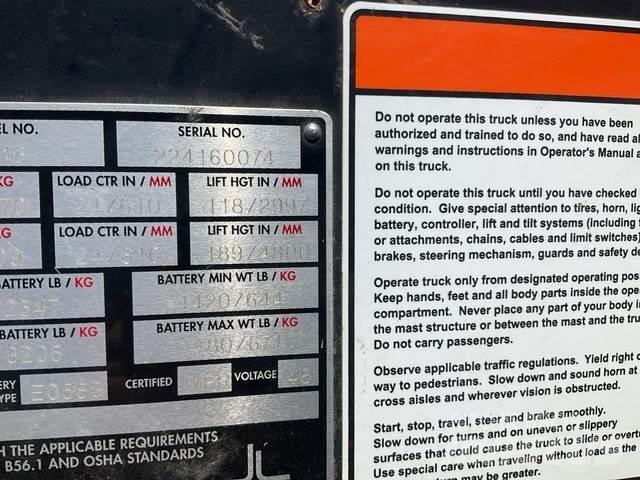 EL NO.
SERIAL NO.
224160074
KG
LOAD CTR IN / MM
LIFT HGT IN / MM
118/2997
KG
LOAD CTR IN / MM
LIFT HGT IN / MM
189/4800
BATTERY LB / KG
BATTERY MIN WT LB / KG
1420/644
BATTERY LB / KG
BATTERY MAX WT LB / KG
ERY
YPE
CERTIFIED
VOLTAGE
H THE APPLICABLE REQUIREMENTS
B56.1 AND OSHA STANDARDS
Do not operate this truck unless you have been
authorized and trained to do so, and have read al
warnings and instructions in Operator's Manual a
on this truck.
Do not operate this truck until you have checked
condition. Give special attention to tires, horn, lig
battery, controller, lift and tilt systems (including f
or attachments, chains, cables and limit switches)
brakes, steering mechanism, guards and safety de
Operate truck only from designated operating pos
Keep hands, feet and all body parts inside the ope
compartment. Never place any part of your body i
the mast structure or between the mast and the tru
Do not carry passengers.
Observe applicable traffic regulations. Yield right o
way to pedestrians. Slow down and sound horn at
cross aisles and wherever vision is obstructed.
Start, stop, travel, steer and brake smoothly.
Slow down for turns and on uneven or slippery
surfaces that could cause the truck to slide or overt
Use special care when traveling without load as the
turn may be greater.